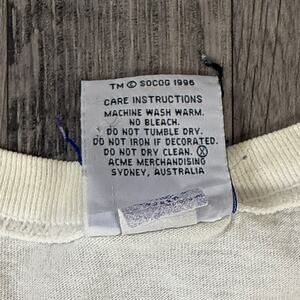 TM © SOCOG 1996
CARE INSTRUCTIONS
MACHINE WASH WARM.
NO BLEACH.
DO NOT TUMBLE DRY.
DO NOT IRON IF DECORATED.
DO NOT DRY CLEAN. Ⓧ
ACME MERCHANDISING
SYDNEY, AUSTRALIA